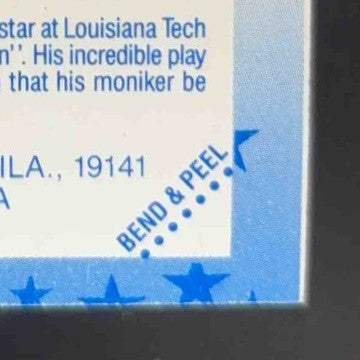 star at Louisiana Tech
n". His incredible play
that his moniker be
ILA., 19141
A
BEND & PEEL